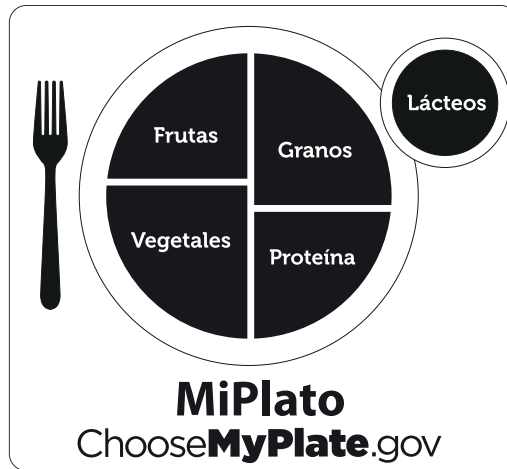 Lácteos
Frutas
Granos
Vegetales
Proteína
MiPlato
ChooseMyPlate.gov